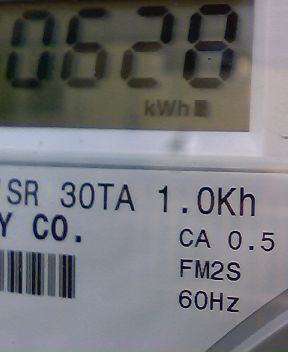 0628
kWh
SR 30TA 1.0Kh
Y CO.
CA 0.5
FM2S
60Hz